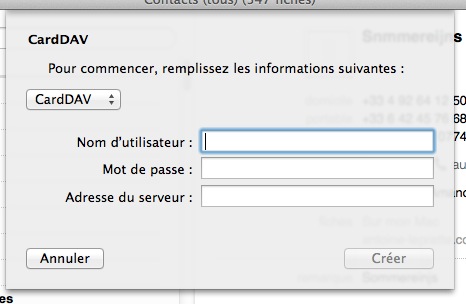 Contacts (tous) (547 fiches)
CardDAV
Pour commencer, remplissez les informations suivantes :
CardDAV
Nom d'utilisateur :
Mot de passe :
Adresse du serveur :
Annuler
Créer